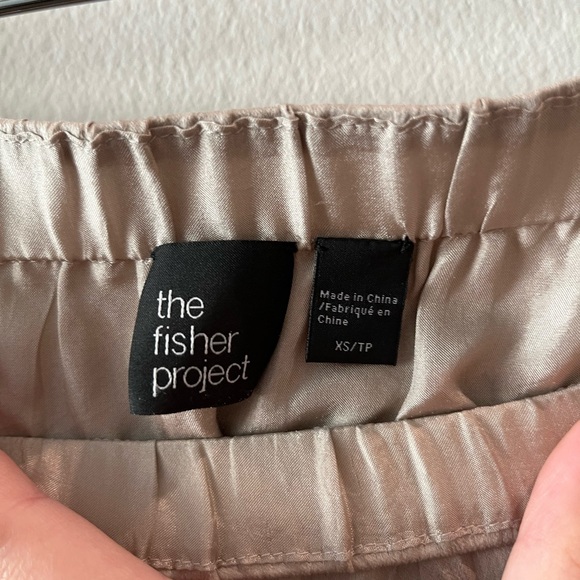 the
fisher
project
Made in China
/Fabriqué en
Chine
XS/TP